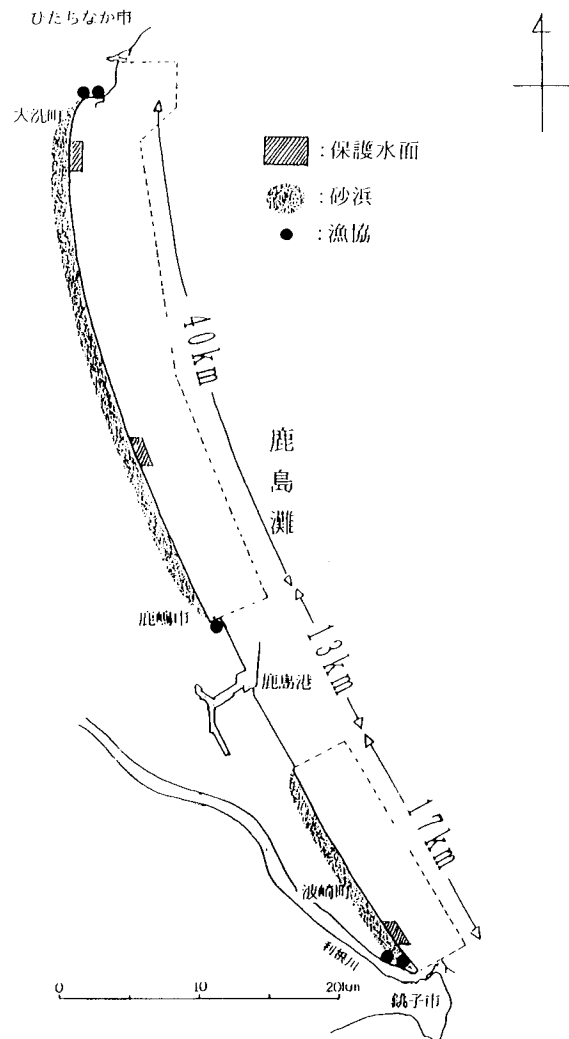 ひたちなか市
大洗町
：保護水面
：砂浜
：漁協
40km
鹿島灘
鹿嶋市
13km
鹿島港
17km
波崎町
利根川
0 10 20km
銚子市